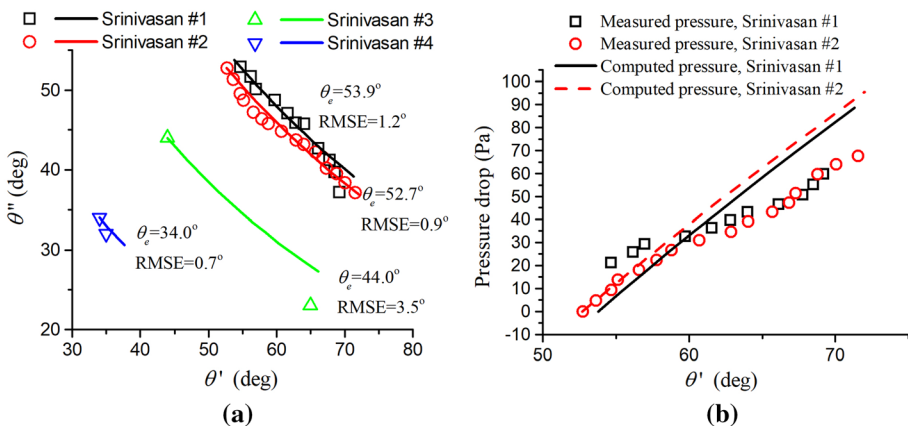 Srinivasan #1
Srinivasan #2
Srinivasan #3
Srinivasan #4
50
40
30
20
θ'' (deg)
30
40
50
60
70
80
θ' (deg)
θe=53.9°
RMSE=1.2°
θe=52.7°
RMSE=0.9°
θe=34.0°
RMSE=0.7°
θe=44.0°
RMSE=3.5°
(a)
Measured pressure, Srinivasan #1
Measured pressure, Srinivasan #2
Computed pressure, Srinivasan #1
Computed pressure, Srinivasan #2
100
90
80
70
60
50
40
30
20
10
0
-10
Pressure drop (Pa)
50
60
70
θ' (deg)
(b)